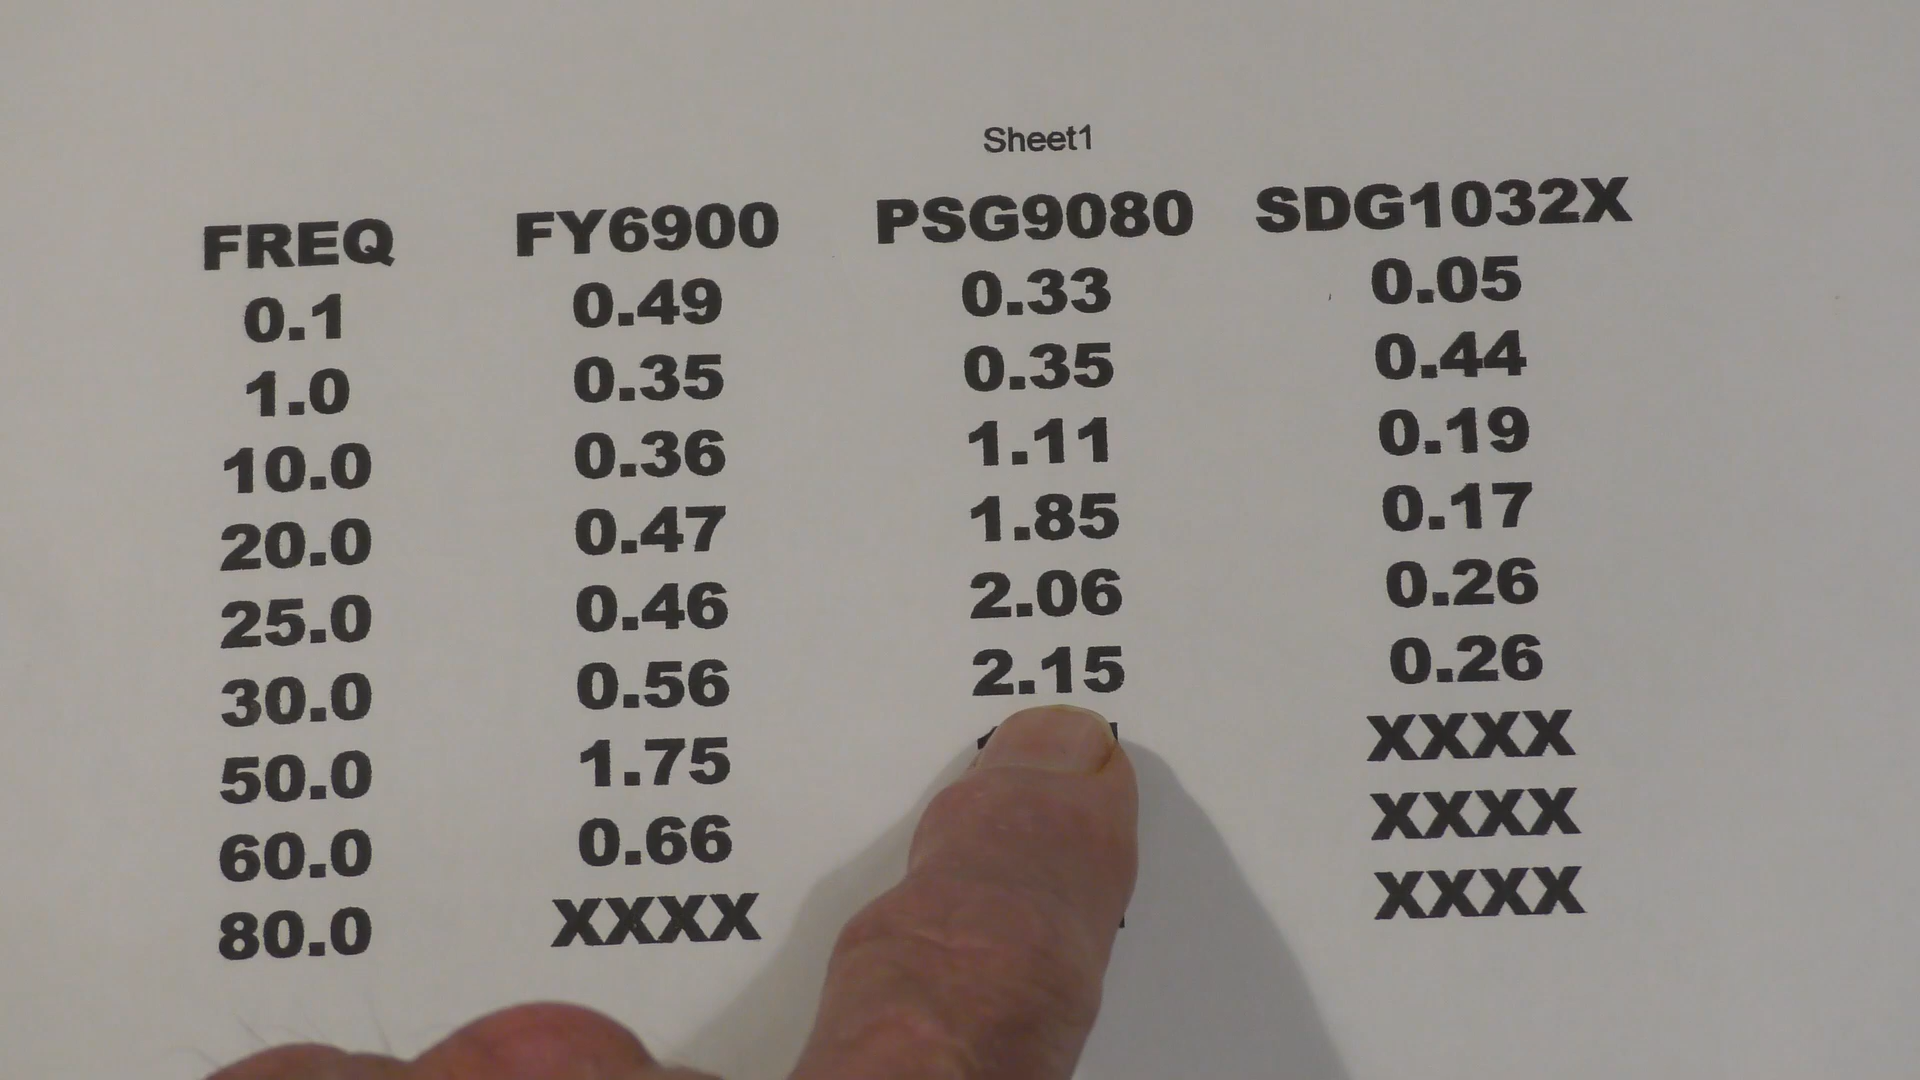 Sheet1
FREQ FY6900 PSG9080 SDG1032X
0.1 0.49 0.33 0.05
1.0 0.35 0.35 0.44
10.0 0.36 1.11 0.19
20.0 0.47 1.85 0.17
25.0 0.46 2.06 0.26
30.0 0.56 2.15 0.26
50.0 1.75 XXXX
60.0 0.66 XXXX
80.0 XXXX XXXX